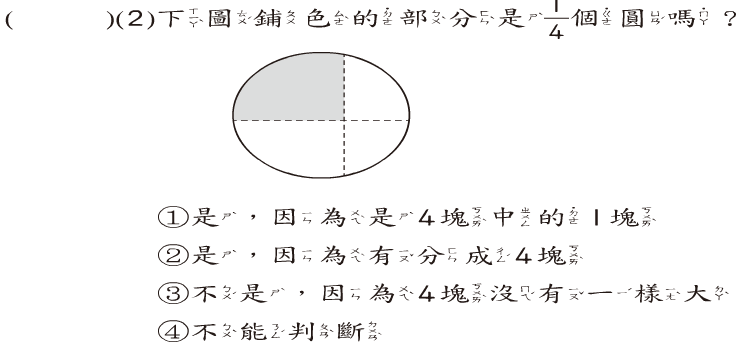 (　　)(2)下圖鋪色的部分是1/4個圓嗎？
①是，因為是4塊中的1塊
②是，因為有分成4塊
③不是，因為4塊沒有一樣大
④不能判斷